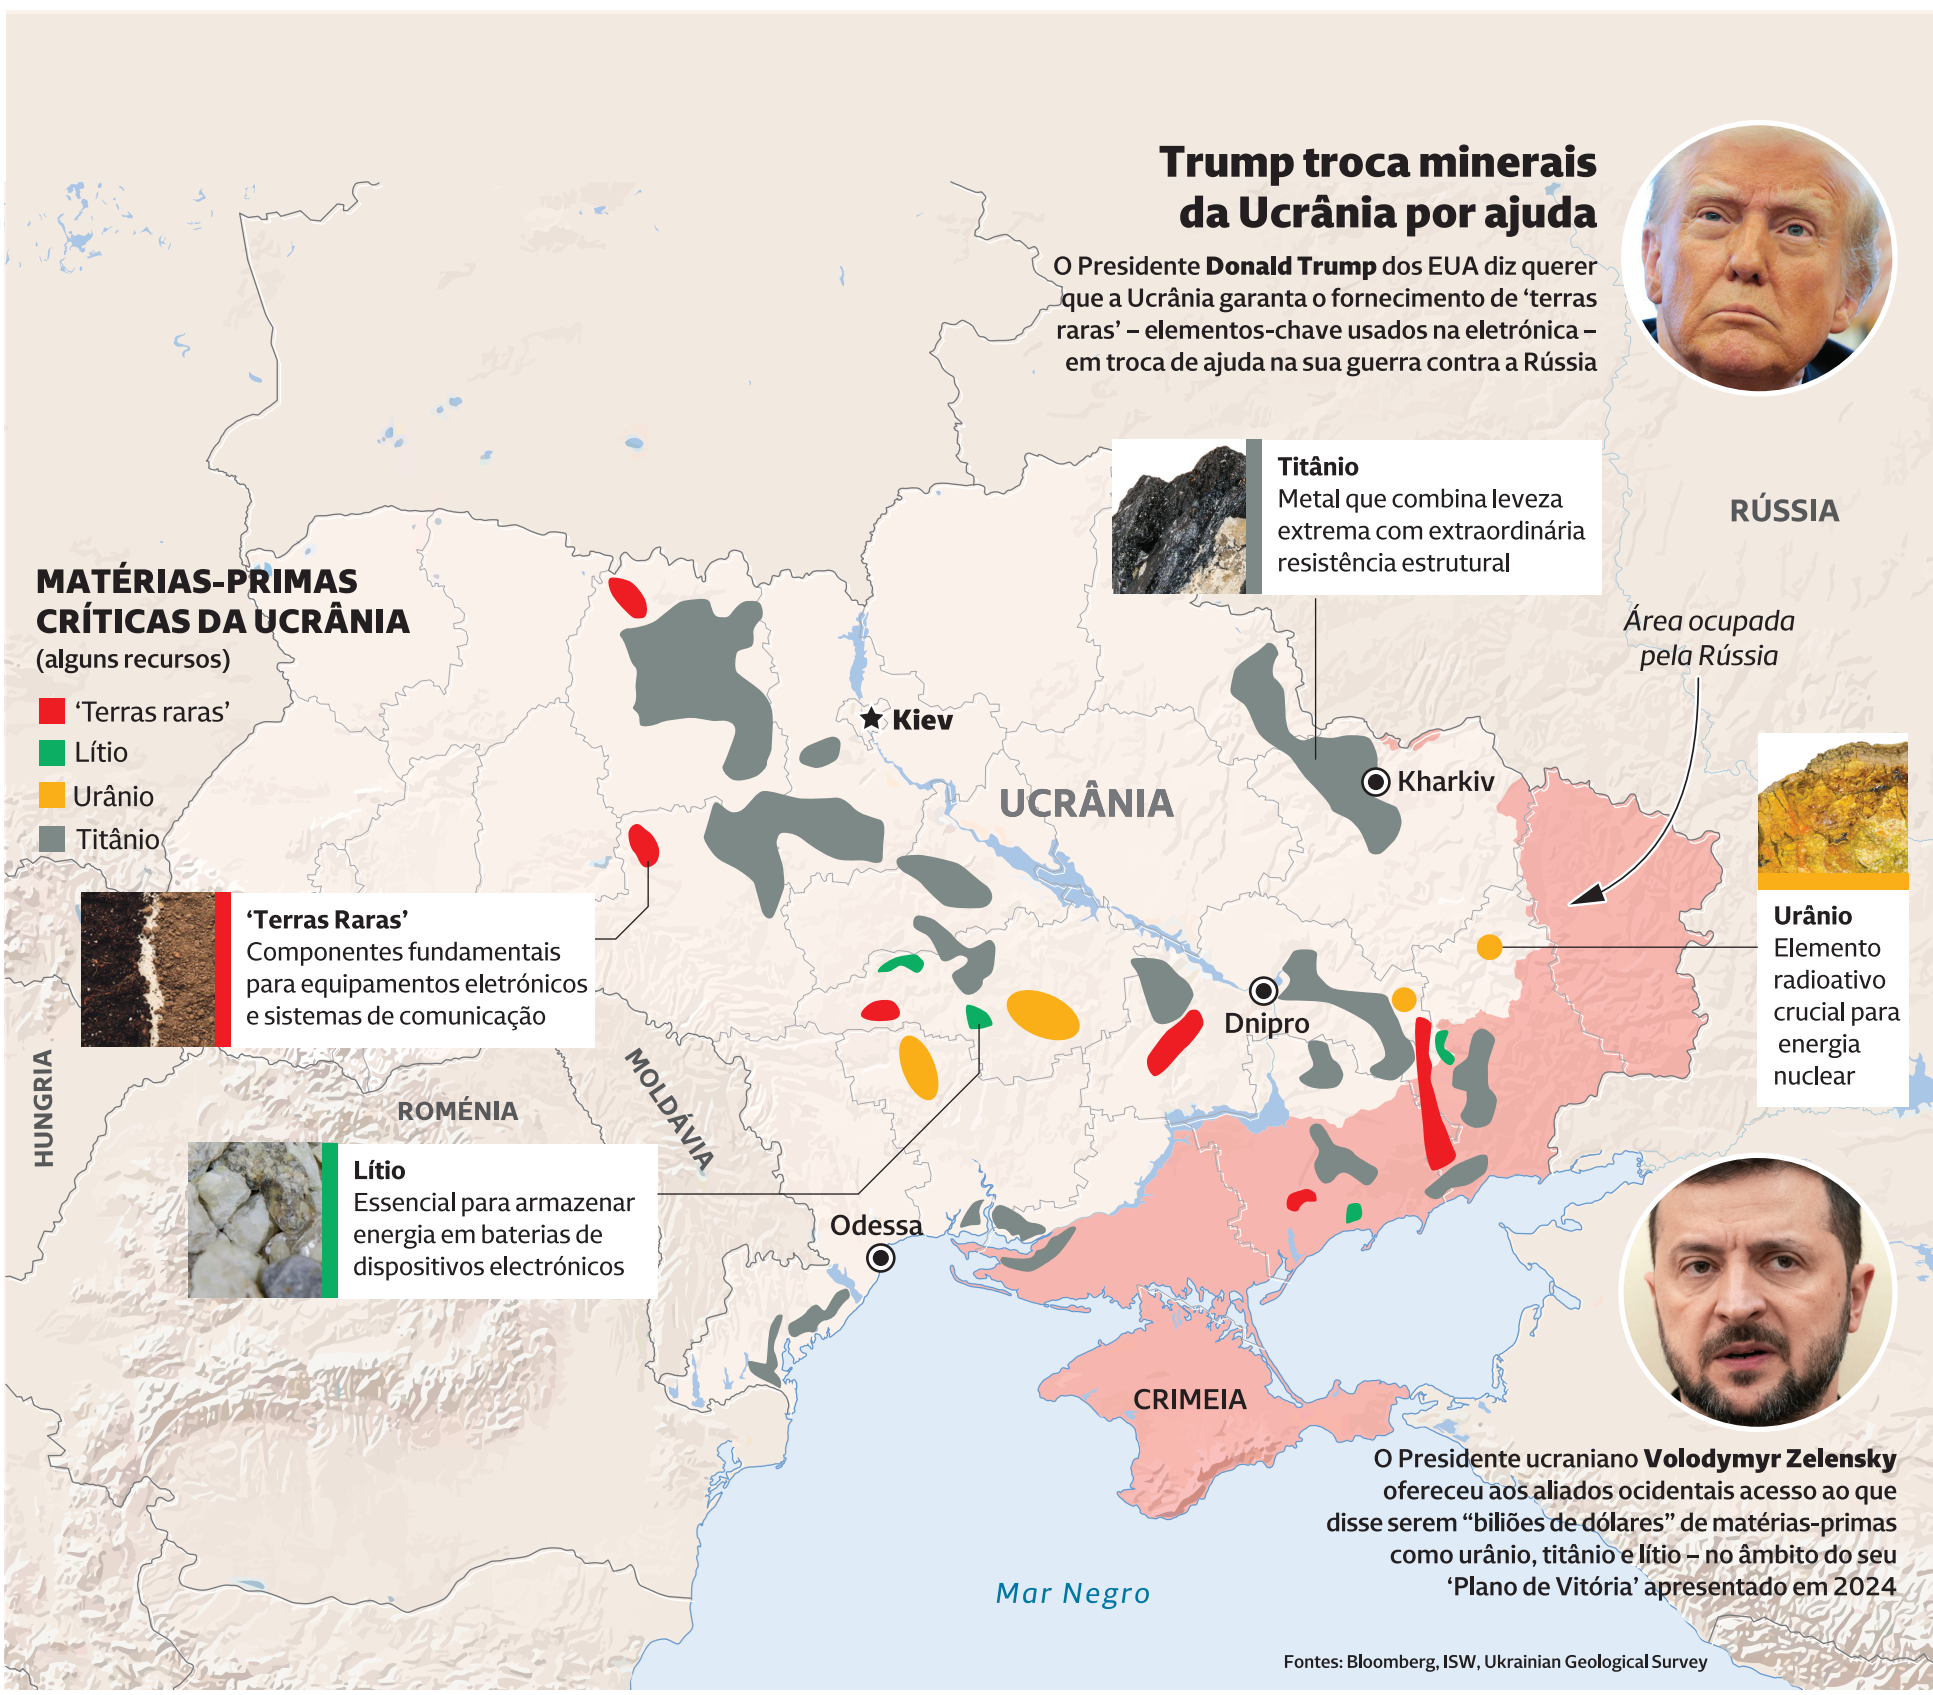 Trump troca minerais
da Ucrânia por ajuda
O Presidente Donald Trump dos EUA diz querer
que a Ucrânia garanta o fornecimento de ‘terras
raras’ – elementos-chave usados na eletrónica –
em troca de ajuda na sua guerra contra a Rússia
Titânio
Metal que combina leveza
extrema com extraordinária
resistência estrutural
RÚSSIA
MATÉRIAS-PRIMAS
CRÍTICAS DA UCRÂNIA
(alguns recursos)
‘Terras raras’
Lítio
Urânio
Titânio
Área ocupada
pela Rússia
Kiev
UCRÂNIA
Kharkiv
‘Terras Raras’
Componentes fundamentais
para equipamentos eletrónicos
e sistemas de comunicação
Urânio
Elemento
radioativo
crucial para
energia
nuclear
Dnipro
HUNGRIA
ROMÉNIA
MOLDÁVIA
Lítio
Essencial para armazenar
energia em baterias de
dispositivos electrónicos
Odessa
CRIMEIA
O Presidente ucraniano Volodymyr Zelensky
ofereceu aos aliados ocidentais acesso ao que
disse serem “biliões de dólares” de matérias-primas
como urânio, titânio e lítio – no âmbito do seu
‘Plano de Vitória’ apresentado em 2024
Mar Negro
Fontes: Bloomberg, ISW, Ukrainian Geological Survey